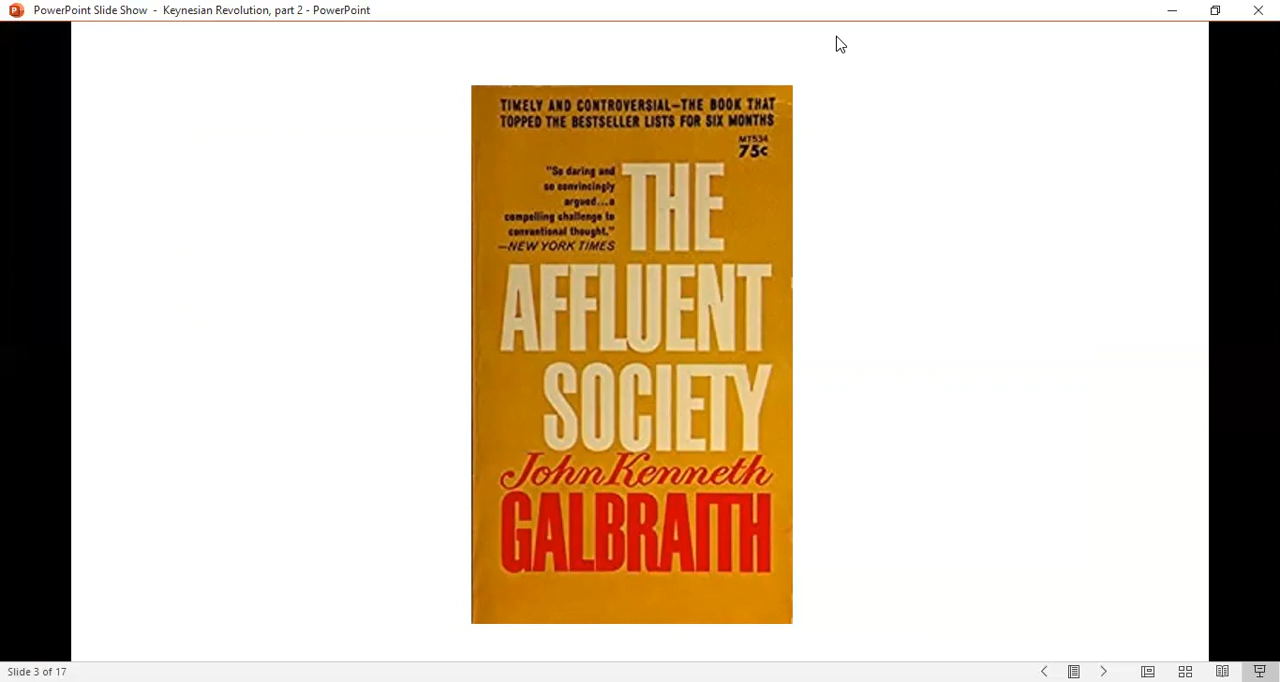 PowerPoint Slide Show - Keynesian Revolution, part 2 - PowerPoint
TIMELY AND CONTROVERSIAL—THE BOOK THAT
TOPPED THE BESTSELLER LISTS FOR SIX MONTHS
MT534
75c
"So daring and
so convincingly
argued...a
compelling challenge to
conventional thought."
—NEW YORK TIMES
THE
AFFLUENT
SOCIETY
John Kenneth
GALBRAITH
Slide 3 of 17